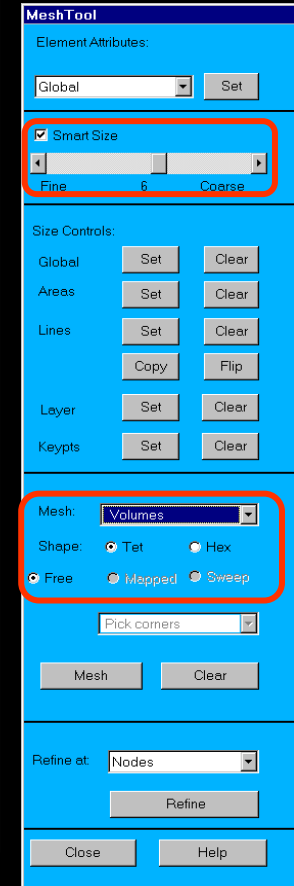 MeshTool
Element Attributes:
Global Set
Smart Size
Fine 6 Coarse
Size Controls:
Global Set Clear
Areas Set Clear
Lines Set Clear
Copy Flip
Layer Set Clear
Keypts Set Clear
Mesh: Volumes
Shape: Tet Hex
Free Mapped Sweep
Pick corners
Mesh Clear
Refine at: Nodes
Refine
Close Help